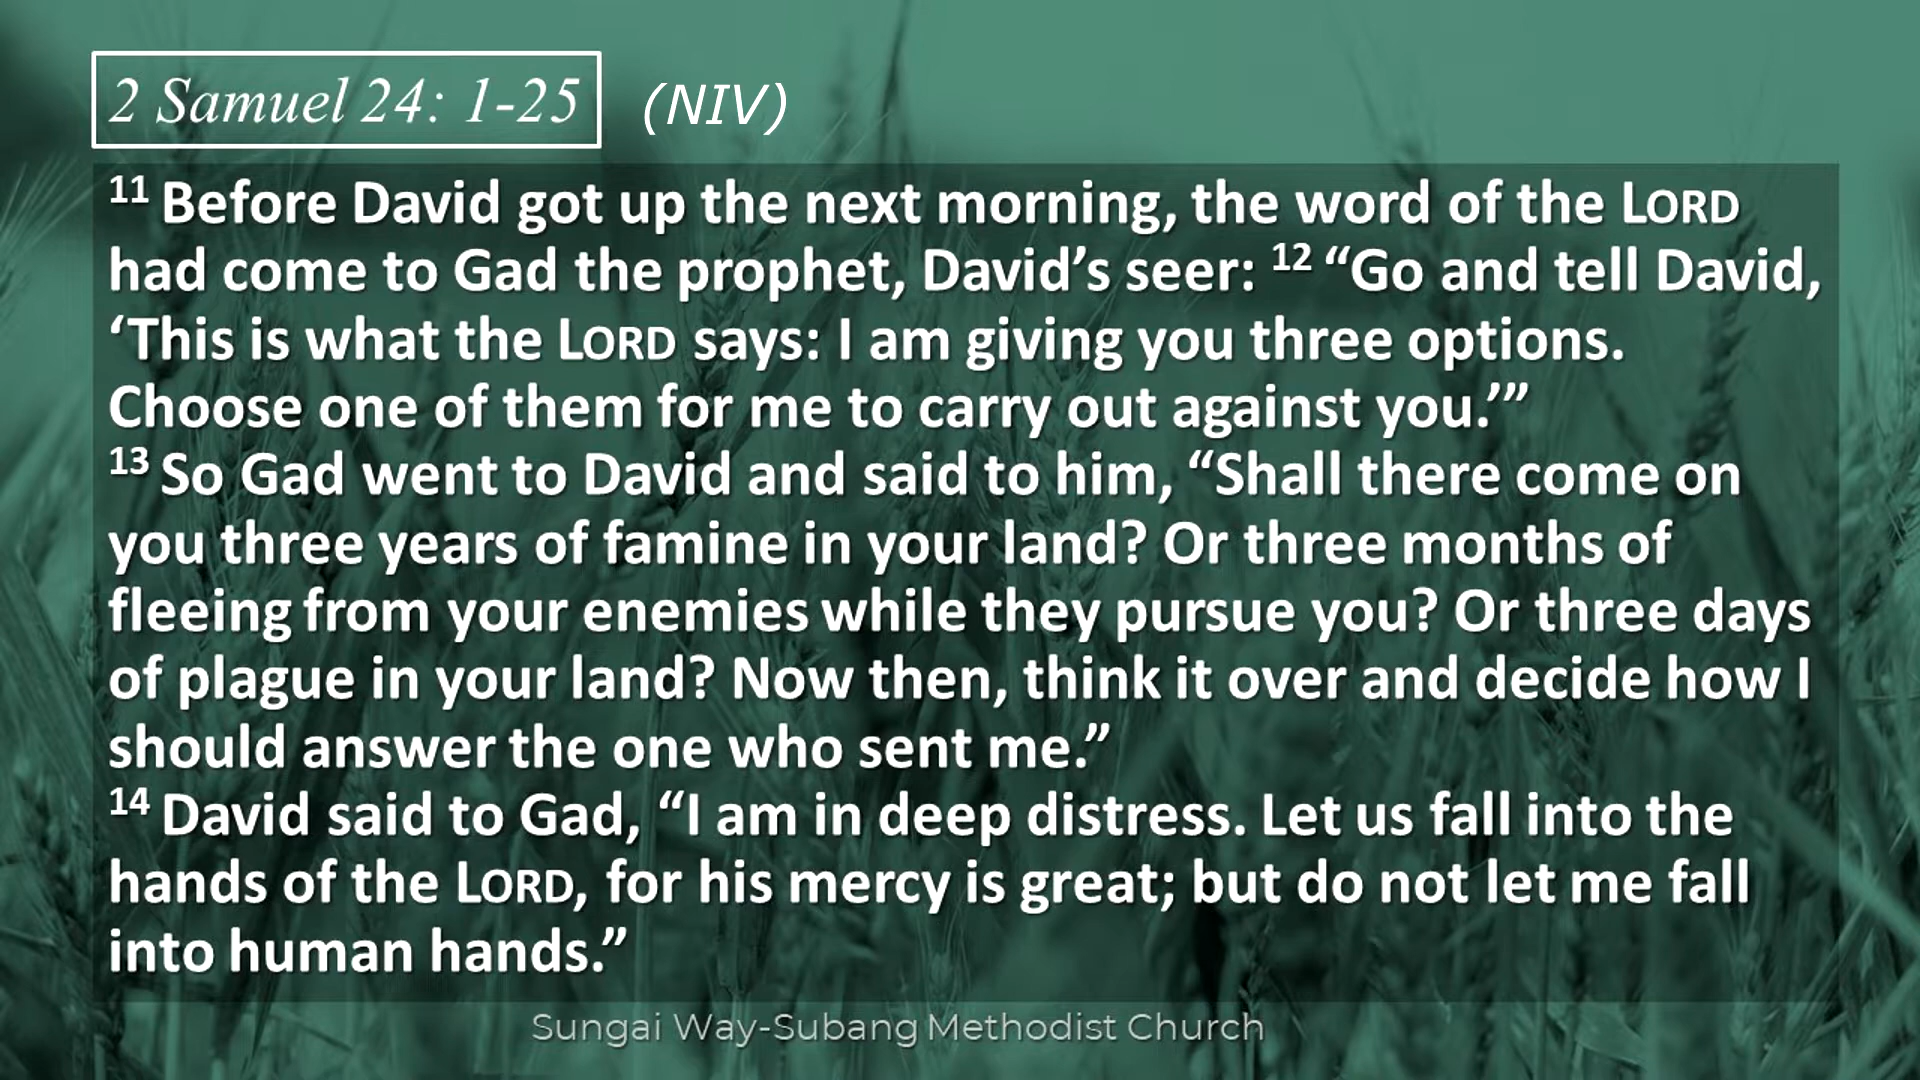 2 Samuel 24: 1-25 (NIV)
11 Before David got up the next morning, the word of the LORD
had come to Gad the prophet, David’s seer: 12 “Go and tell David,
‘This is what the LORD says: I am giving you three options.
Choose one of them for me to carry out against you.’”
13 So Gad went to David and said to him, “Shall there come on
you three years of famine in your land? Or three months of
fleeing from your enemies while they pursue you? Or three days
of plague in your land? Now then, think it over and decide how I
should answer the one who sent me.”
14 David said to Gad, “I am in deep distress. Let us fall into the
hands of the LORD, for his mercy is great; but do not let me fall
into human hands.”
Sungai Way-Subang Methodist Church